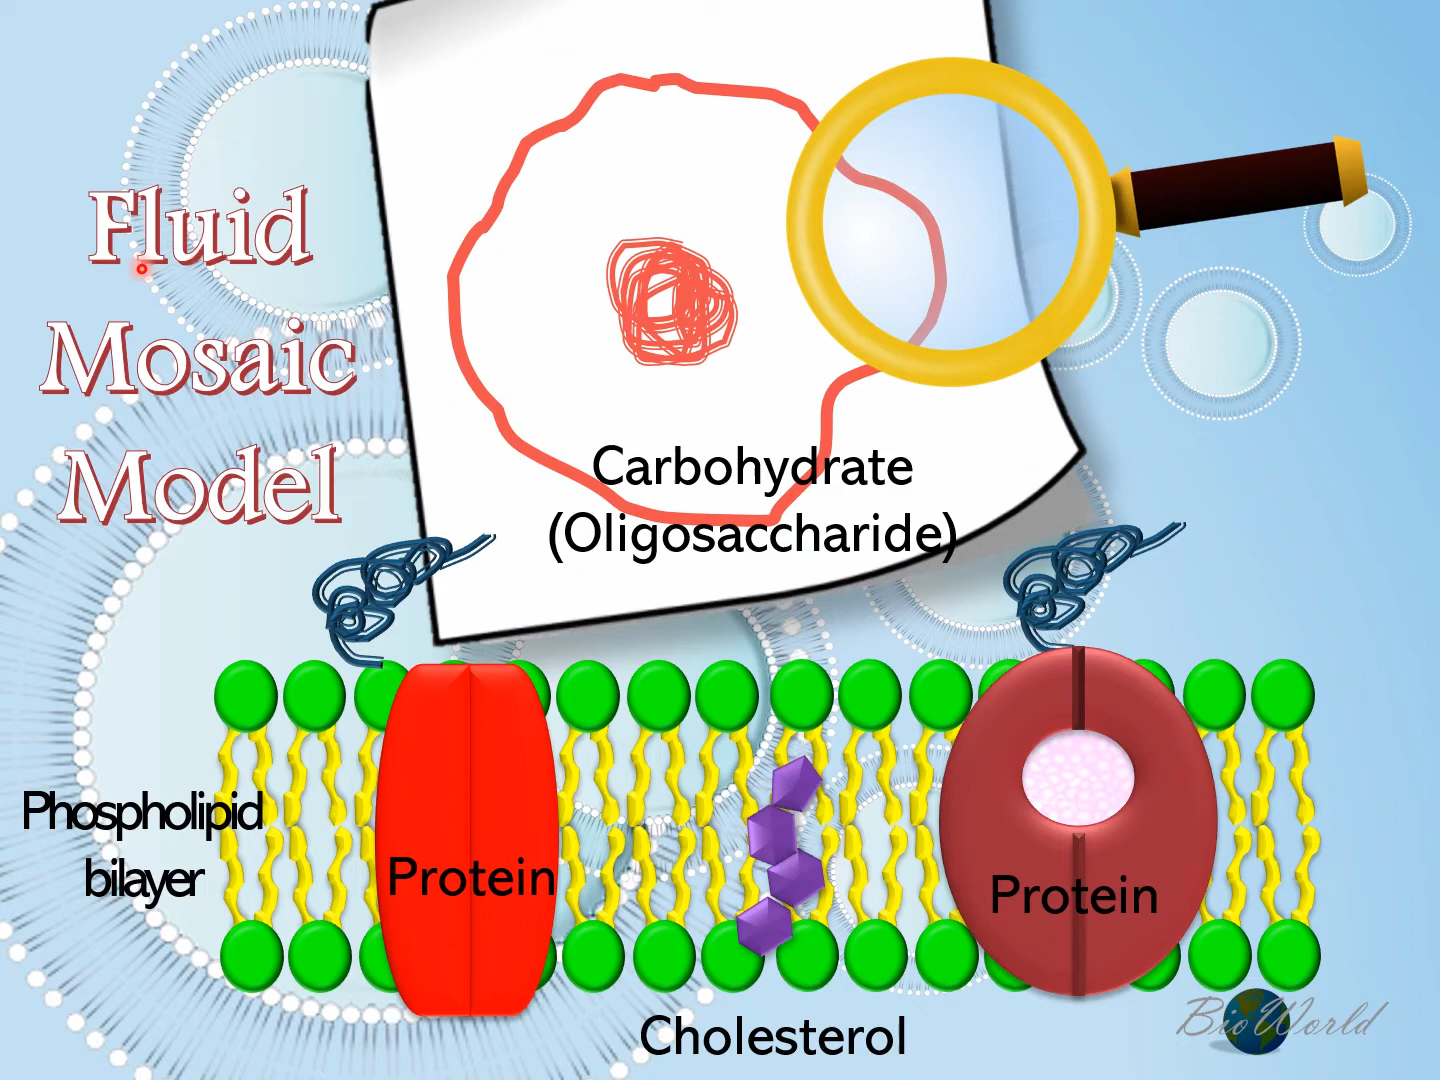 Fluid
Mosaic
Model
Carbohydrate
(Oligosaccharide)
Phospholipid
bilayer
Protein
Protein
Cholesterol
BioWorld